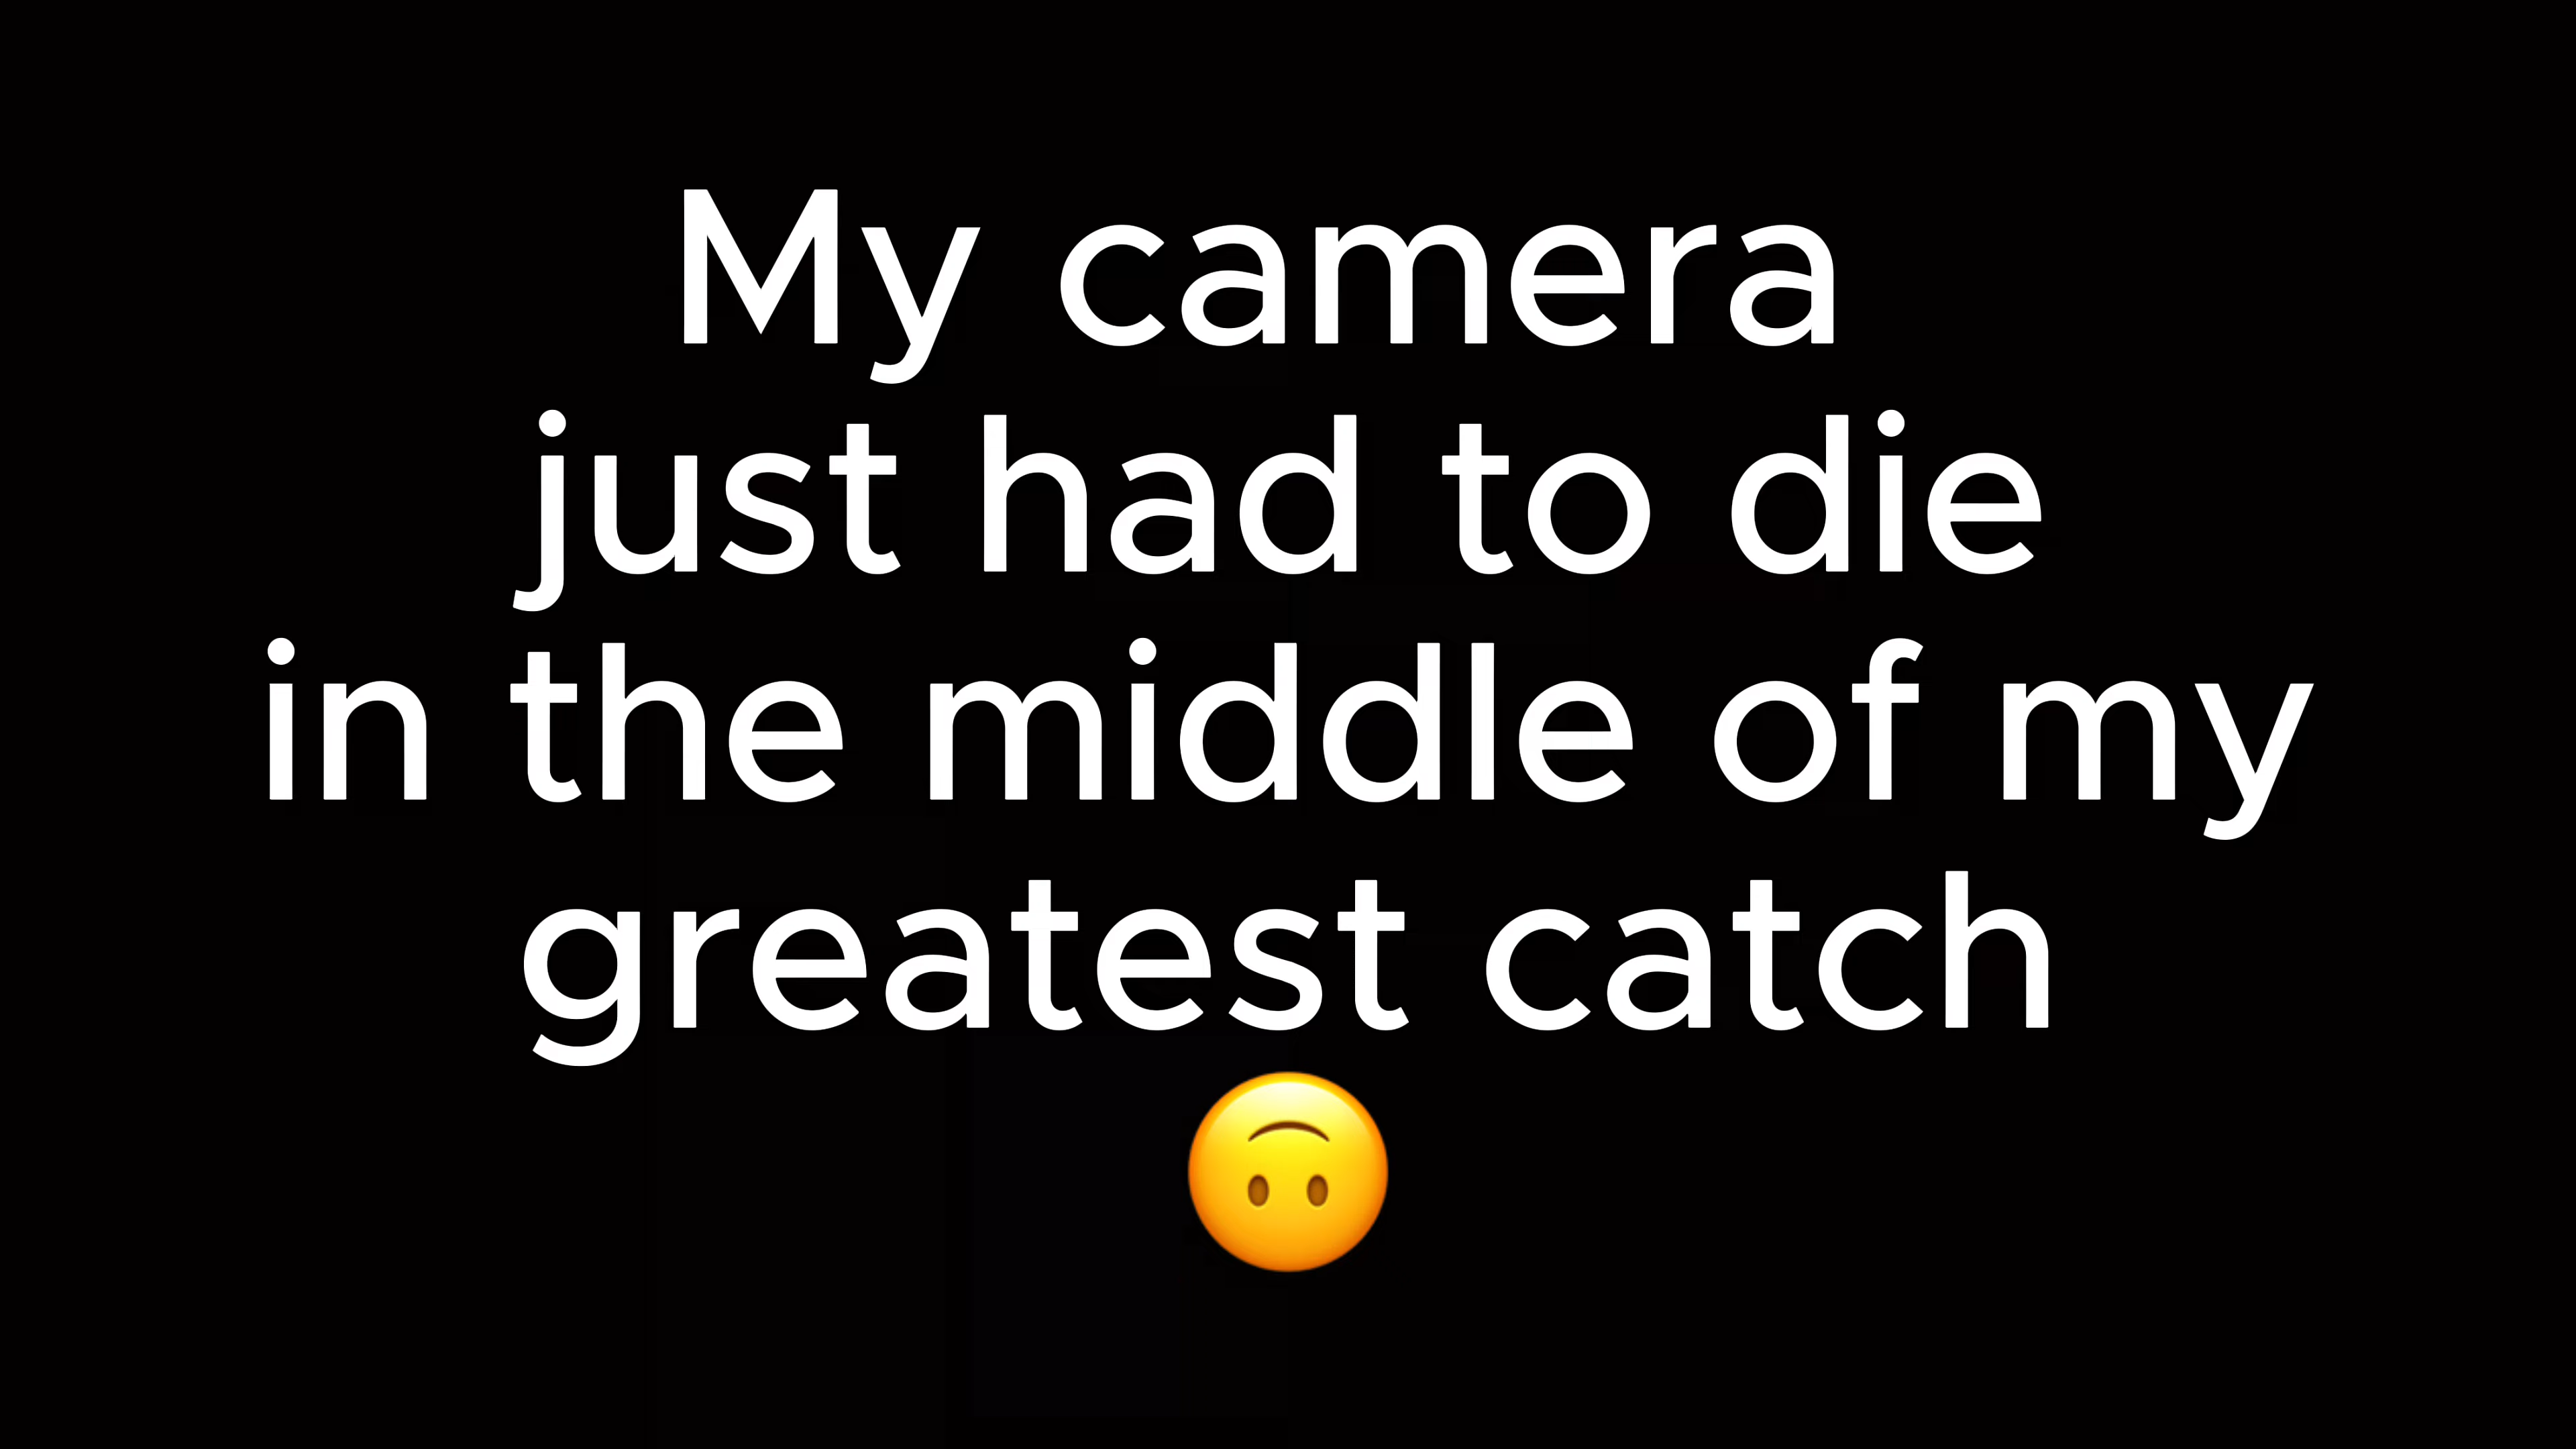 My camera
just had to die
in the middle of my
greatest catch
🙃